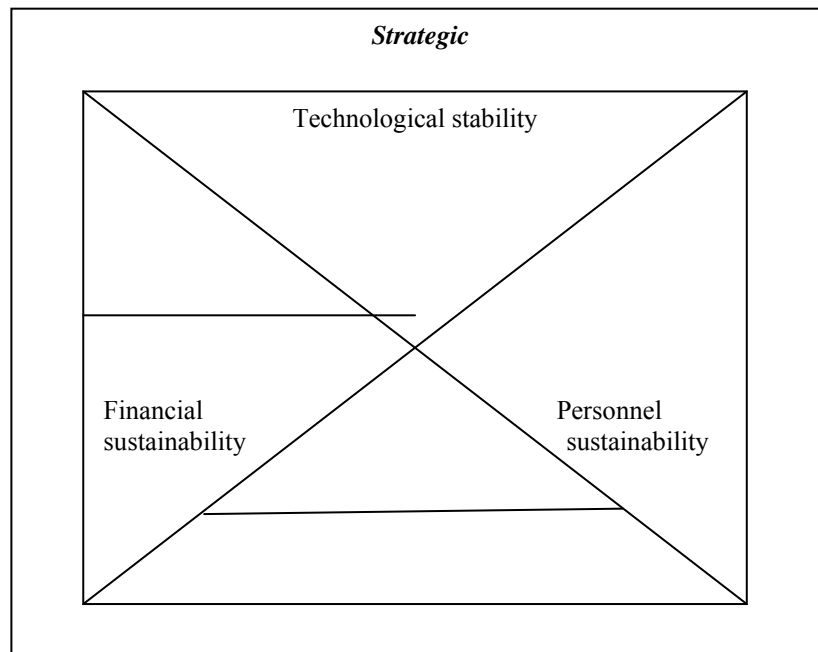 Strategic
Technological stability
Financial
sustainability
Personnel
sustainability